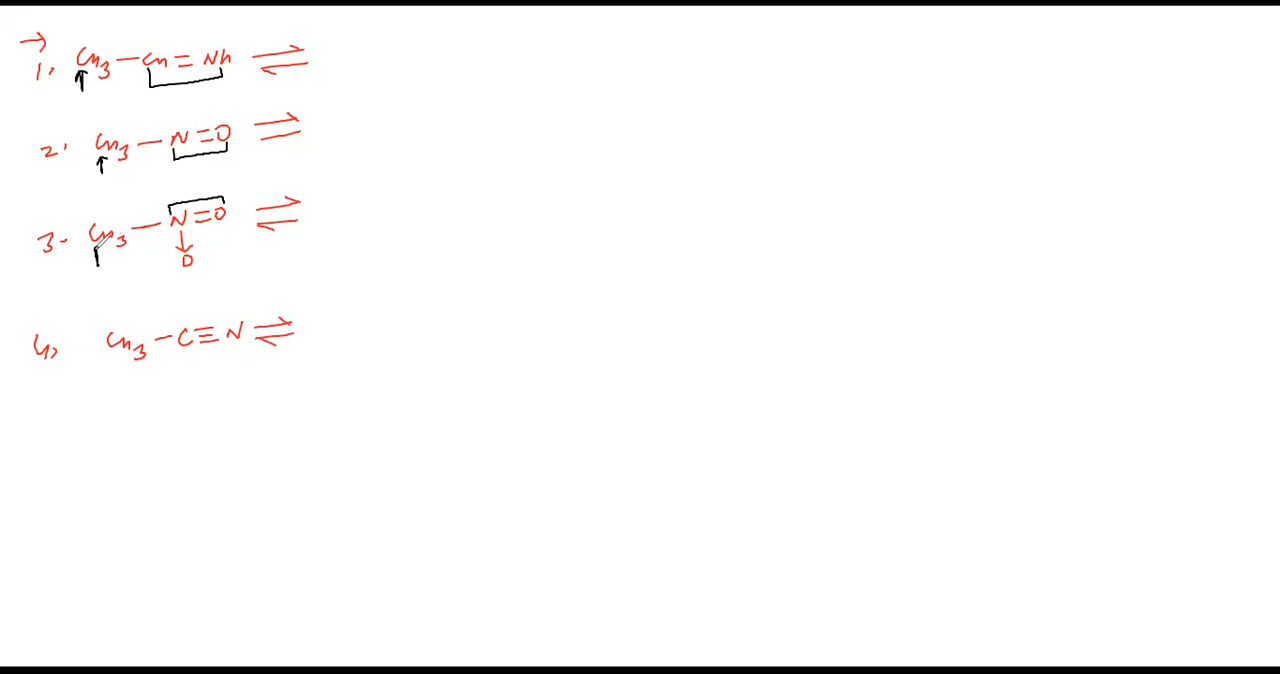 →
1. CH₃ — CH = NH ⇌
2. CH₃ — N = O ⇌
3. CH₃ — N = O ⇌
↓
O
4. CH₃ — C ≡ N ⇌